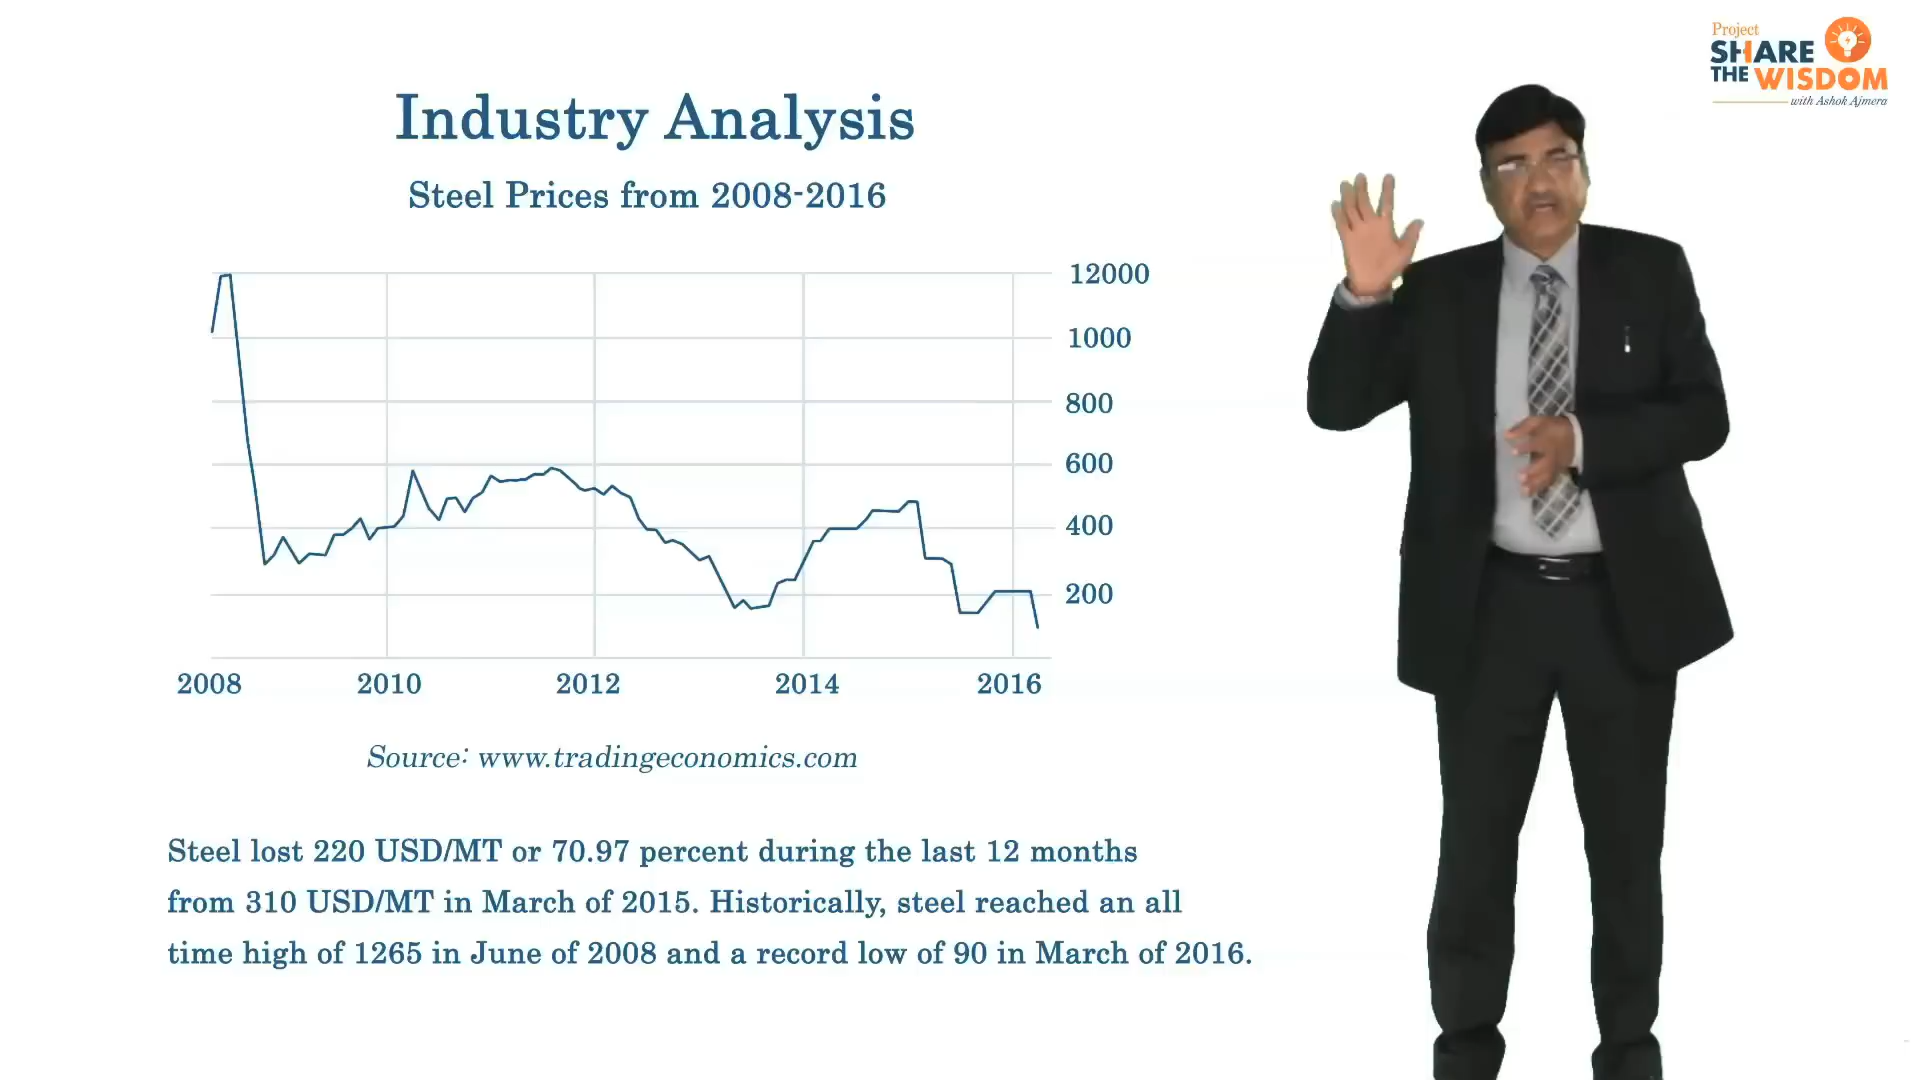 Project
SHARE
THE WISDOM
with Ashok Ajmera
Industry Analysis
Steel Prices from 2008-2016
12000
1000
800
600
400
200
2008 2010 2012 2014 2016
Source: www.tradingeconomics.com
Steel lost 220 USD/MT or 70.97 percent during the last 12 months
from 310 USD/MT in March of 2015. Historically, steel reached an all
time high of 1265 in June of 2008 and a record low of 90 in March of 2016.